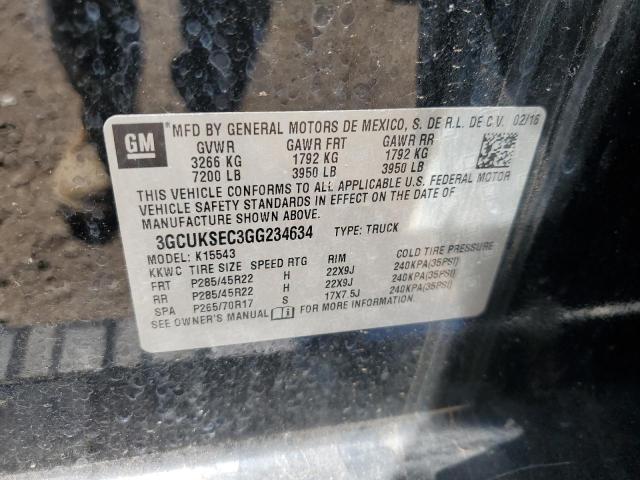 GM
MFD BY GENERAL MOTORS DE MEXICO, S. DE R.L. DE C.V. 02/16
GVWR GAWR FRT GAWR RR
3266 KG 1792 KG 1792 KG
7200 LB 3950 LB 3950 LB
THIS VEHICLE CONFORMS TO ALL APPLICABLE U.S. FEDERAL MOTOR
VEHICLE SAFETY STANDARDS IN EFFECT ON THE DATE OF
MANUFACTURE SHOWN ABOVE.
3GCUKSEC3GG234634 TYPE: TRUCK
MODEL: K15543
KKWC TIRE SIZE SPEED RTG RIM COLD TIRE PRESSURE
FRT P285/45R22 H 22X9J 240KPA(35PSI)
RR P285/45R22 H 22X9J 240KPA(35PSI)
SPA P265/70R17 S 17X7.5J 240KPA(35PSI)
SEE OWNER'S MANUAL FOR MORE INFORMATION.